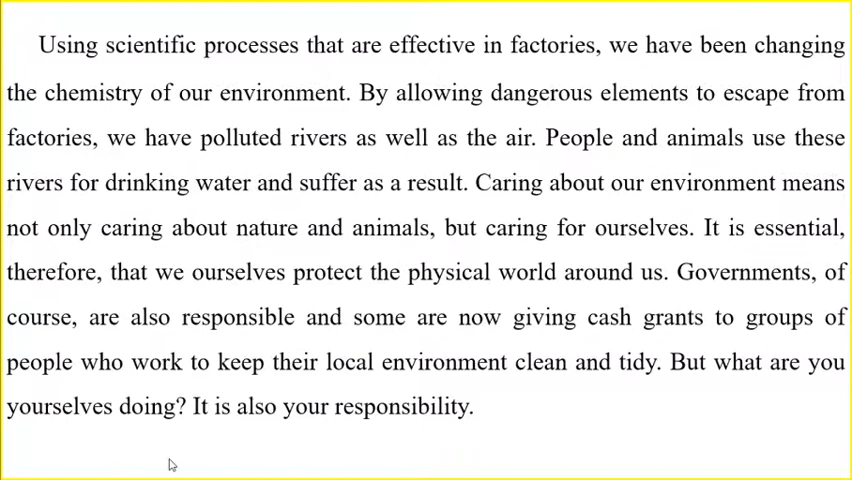 Using scientific processes that are effective in factories, we have been changing
the chemistry of our environment. By allowing dangerous elements to escape from
factories, we have polluted rivers as well as the air. People and animals use these
rivers for drinking water and suffer as a result. Caring about our environment means
not only caring about nature and animals, but caring for ourselves. It is essential,
therefore, that we ourselves protect the physical world around us. Governments, of
course, are also responsible and some are now giving cash grants to groups of
people who work to keep their local environment clean and tidy. But what are you
yourselves doing? It is also your responsibility.